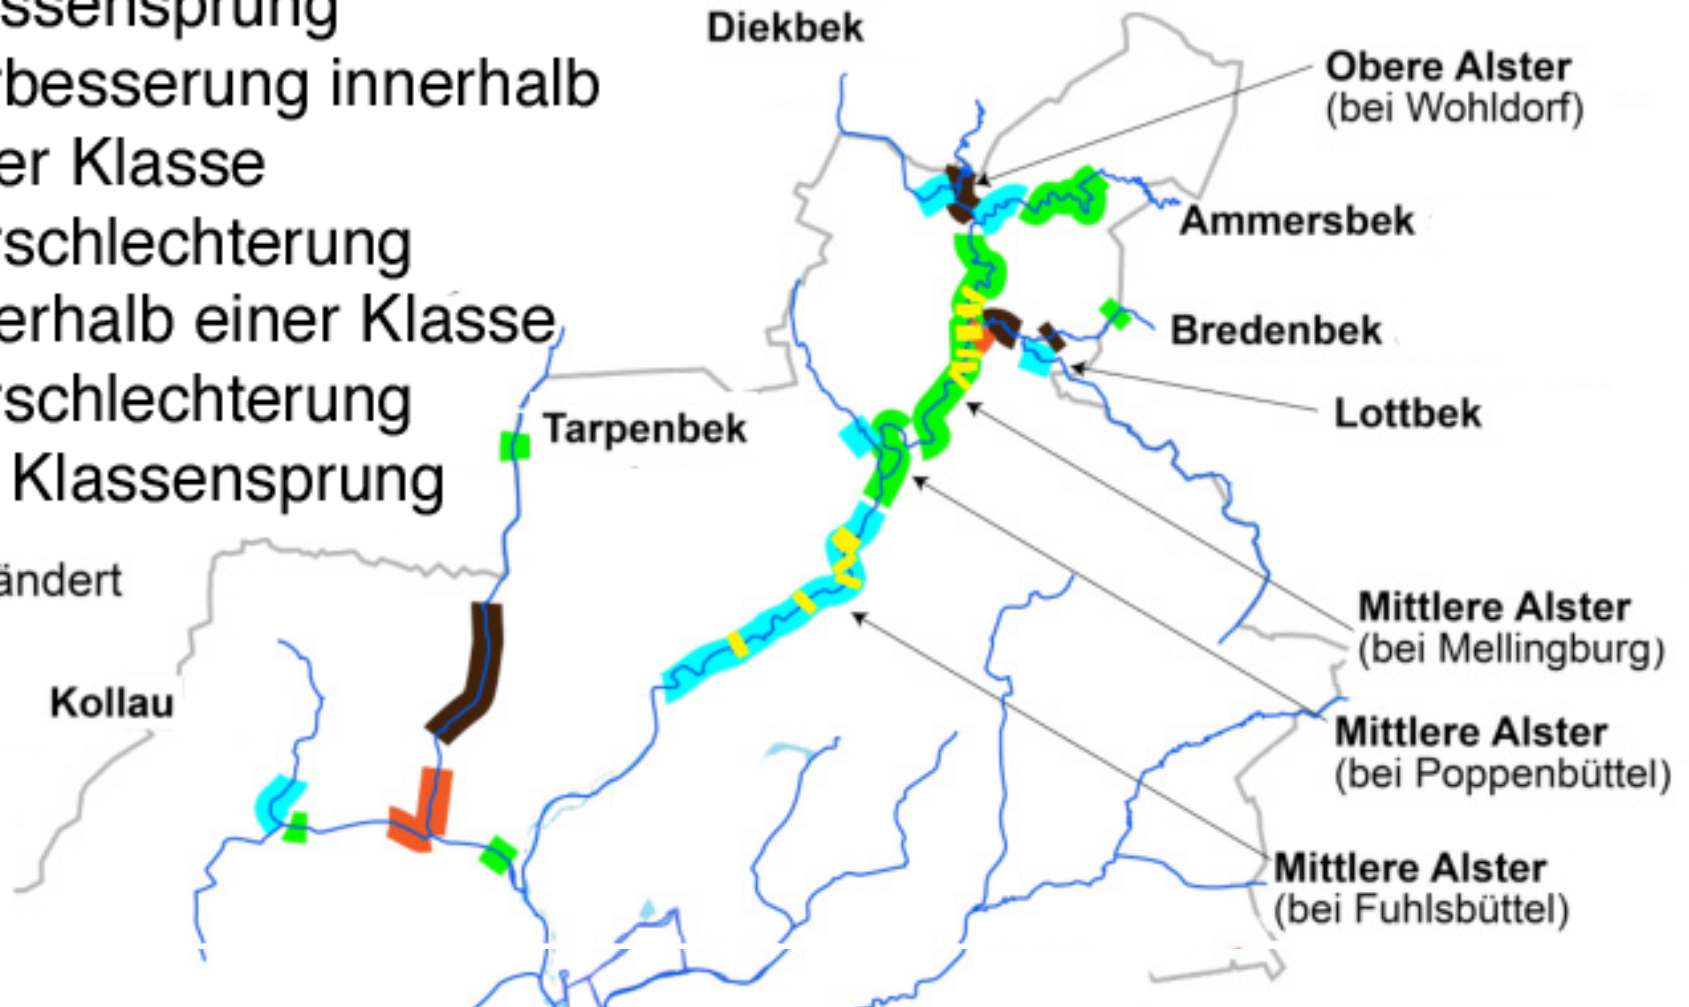 ssensprung
rbesserung innerhalb
er Klasse
rschlechterung
erhalb einer Klasse
rschlechterung
Klassensprung
ändert
Diekbek
Obere Alster
(bei Wohldorf)
Ammersbek
Bredenbek
Lottbek
Tarpenbek
Mittlere Alster
(bei Mellingburg)
Kollau
Mittlere Alster
(bei Poppenbüttel)
Mittlere Alster
(bei Fuhlsbüttel)